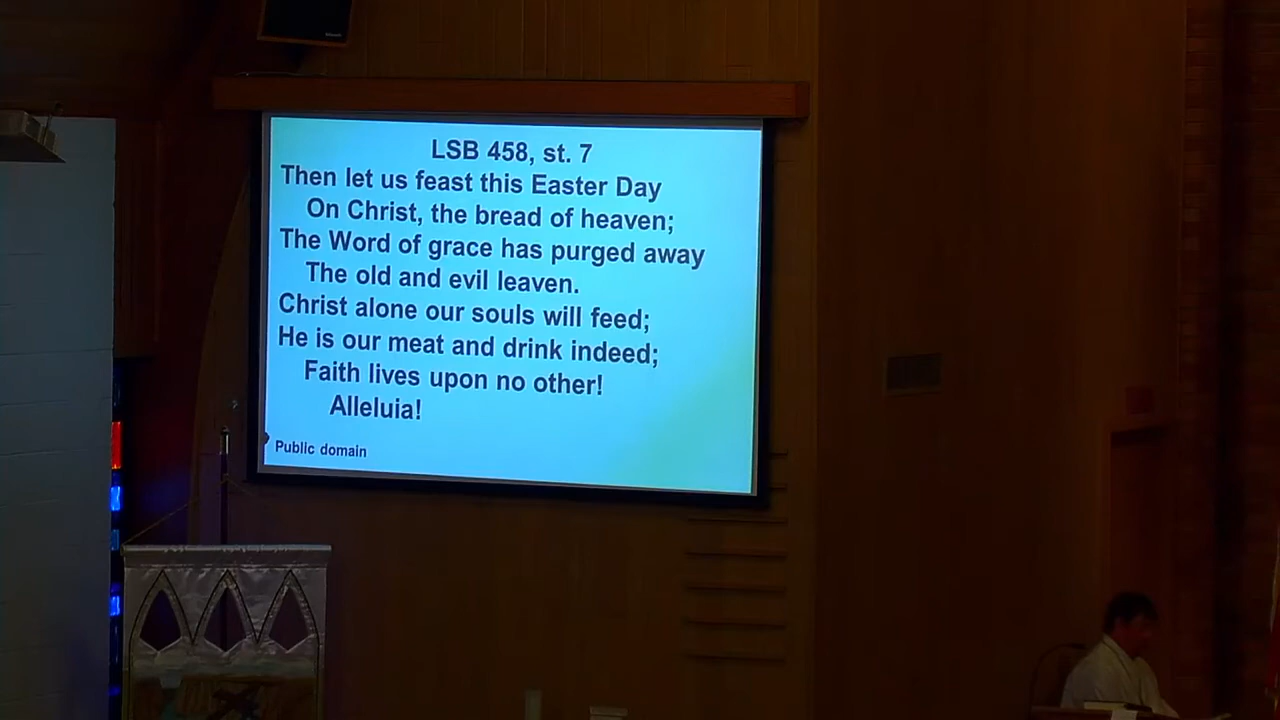 LSB 458, st. 7
Then let us feast this Easter Day
On Christ, the bread of heaven;
The Word of grace has purged away
The old and evil leaven.
Christ alone our souls will feed;
He is our meat and drink indeed;
Faith lives upon no other!
Alleluia!
Public domain